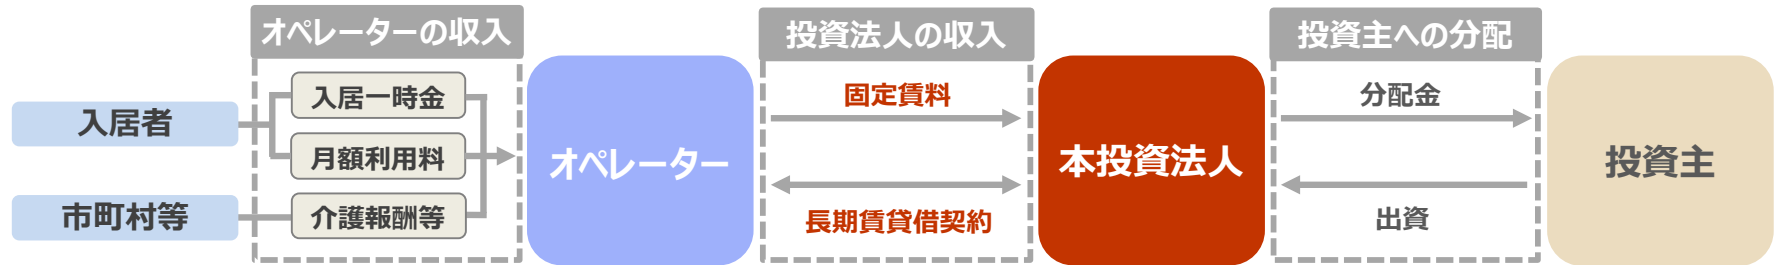 オペレーターの収入
投資法人の収入
投資主への分配
入居者
市町村等
入居一時金
月額利用料
介護報酬等
オペレーター
固定賃料
長期賃貸借契約
本投資法人
分配金
出資
投資主